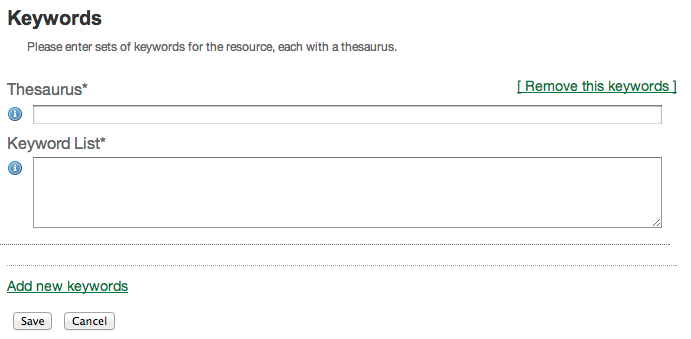 Keywords
Please enter sets of keywords for the resource, each with a thesaurus.
Thesaurus*
[ Remove this keywords ]
Keyword List*
Add new keywords
Save
Cancel